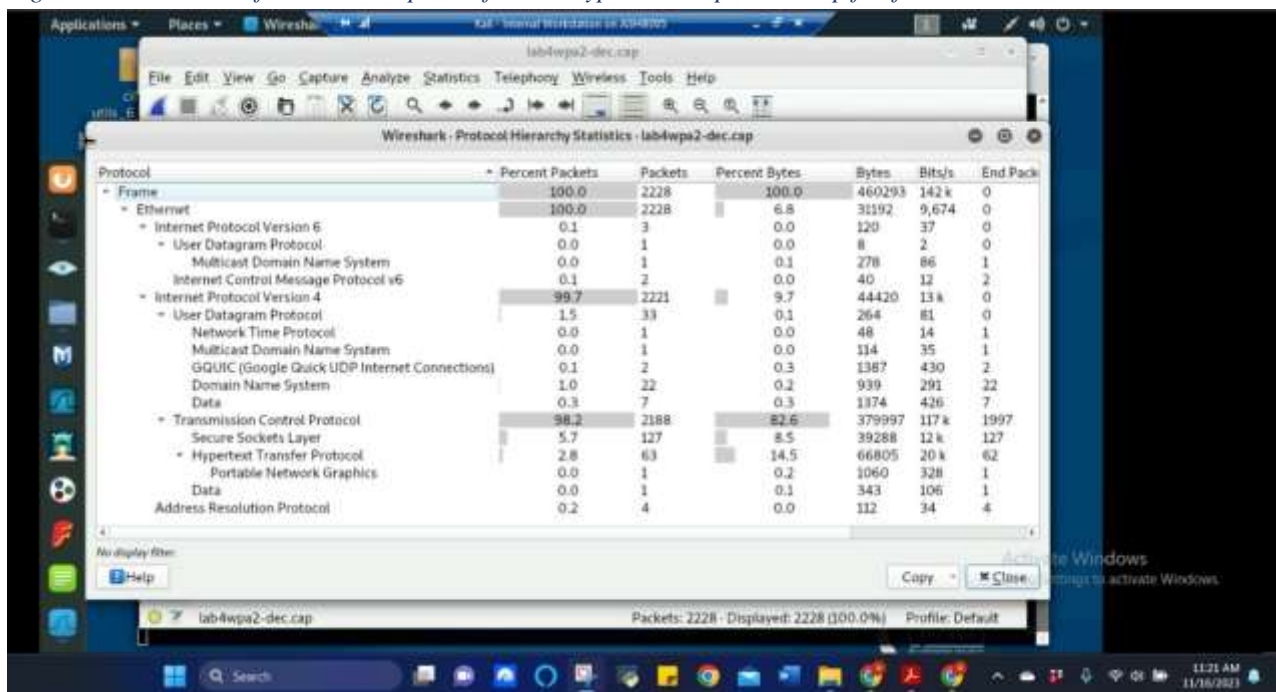 Applications Places Wireshark Kali - Internal Workstation on
lab4wpa2-dec.cap
File Edit View Go Capture Analyze Statistics Telephony Wireless Tools Help
Wireshark · Protocol Hierarchy Statistics · lab4wpa2-dec.cap
Protocol Percent Packets Packets Percent Bytes Bytes Bits/s End Pack
Frame 100.0 2228 100.0 460293 142 k 0
Ethernet 100.0 2228 6.8 31192 9,674 0
Internet Protocol Version 6 0.1 3 0.0 120 37 0
User Datagram Protocol 0.0 1 0.0 8 2 0
Multicast Domain Name System 0.0 1 0.1 278 86 1
Internet Control Message Protocol v6 0.1 2 0.0 40 12 2
Internet Protocol Version 4 99.7 2221 9.7 44420 13 k 0
User Datagram Protocol 1.5 33 0.1 264 81 0
Network Time Protocol 0.0 1 0.0 48 14 1
Multicast Domain Name System 0.0 1 0.0 114 35 1
GQUIC (Google Quick UDP Internet Connections) 0.1 2 0.3 1387 430 2
Domain Name System 1.0 22 0.2 939 291 22
Data 0.3 7 0.3 1374 426 7
Transmission Control Protocol 98.2 2188 82.6 379997 117 k 1997
Secure Sockets Layer 5.7 127 8.5 39288 12 k 127
Hypertext Transfer Protocol 2.8 63 14.5 66805 20 k 62
Portable Network Graphics 0.0 1 0.2 1060 328 1
Data 0.0 1 0.1 343 106 1
Address Resolution Protocol 0.2 4 0.0 112 34 4
No display filter.
Help Copy Close
Activate Windows
settings to activate Windows.
lab4wpa2-dec.cap Packets: 2228 · Displayed: 2228 (100.0%) Profile: Default
Search
11:21 AM
11/16/2023